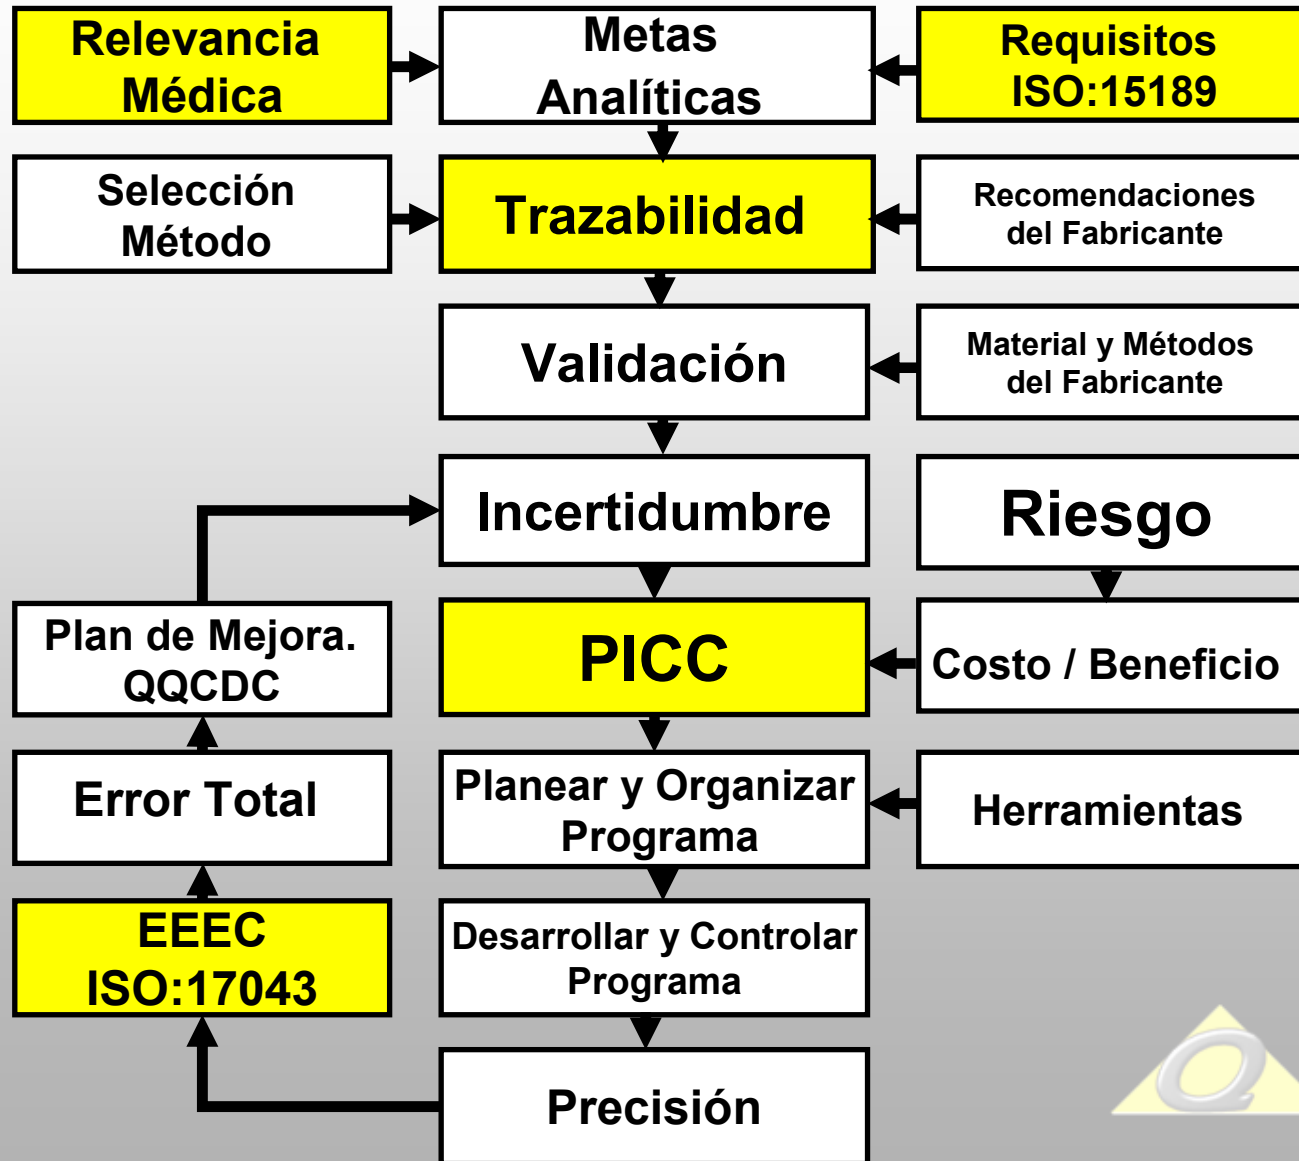 Relevancia
Médica
Metas
Analíticas
Requisitos
ISO:15189
Selección
Método
Trazabilidad
Recomendaciones
del Fabricante
Validación
Material y Métodos
del Fabricante
Incertidumbre
Riesgo
Plan de Mejora.
QQCDC
PICC
Costo / Beneficio
Error Total
Planear y Organizar
Programa
Herramientas
EEEC
ISO:17043
Desarrollar y Controlar
Programa
Precisión
Q